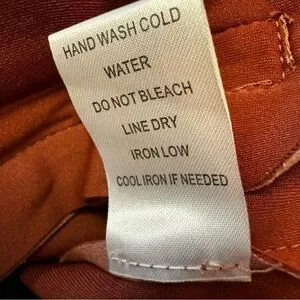 HAND WASH COLD
WATER
DO NOT BLEACH
LINE DRY
IRON LOW
COOL IRON IF NEEDED